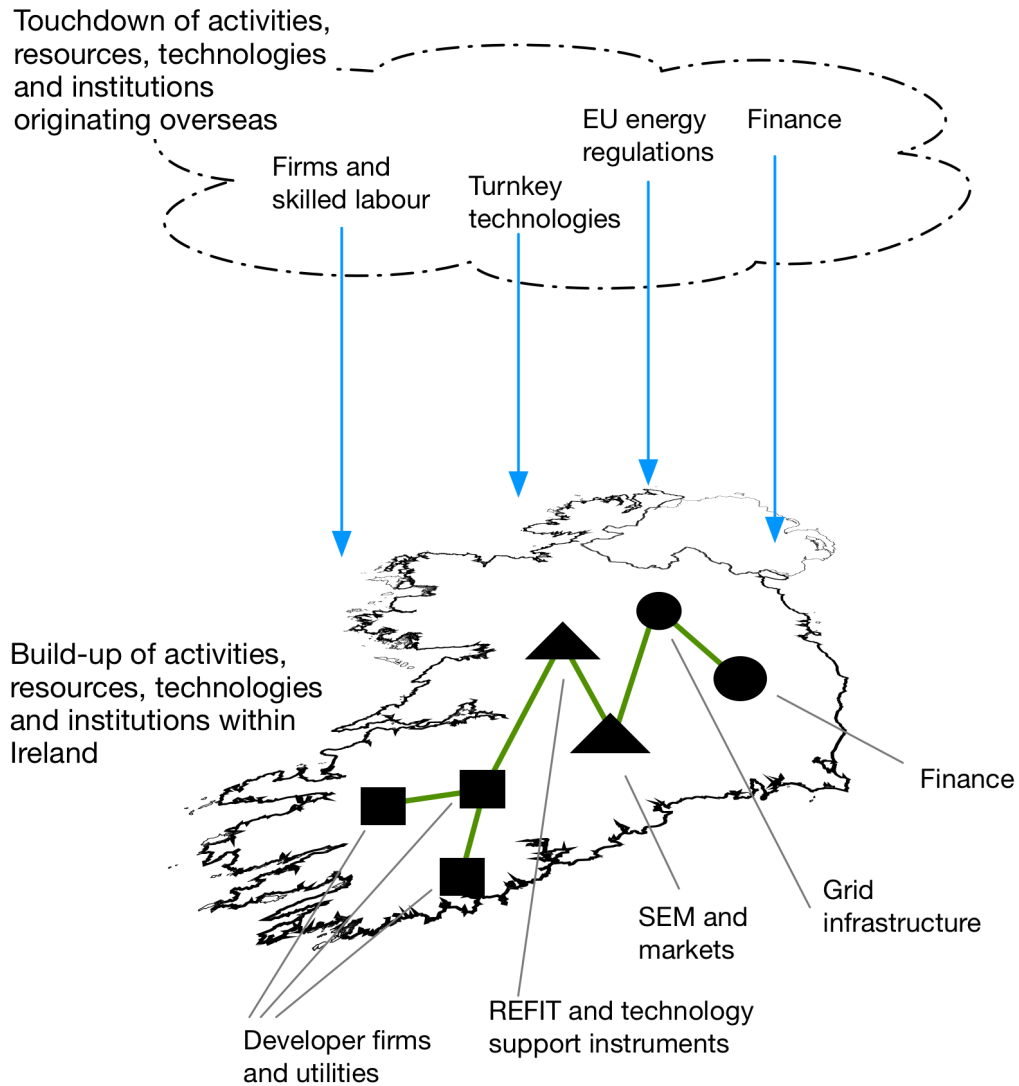 Touchdown of activities,
resources, technologies
and institutions
originating overseas
Firms and
skilled labour
Turnkey
technologies
EU energy
regulations
Finance
Build-up of activities,
resources, technologies
and institutions within
Ireland
Finance
Grid
infrastructure
SEM and
markets
REFIT and technology
support instruments
Developer firms
and utilities